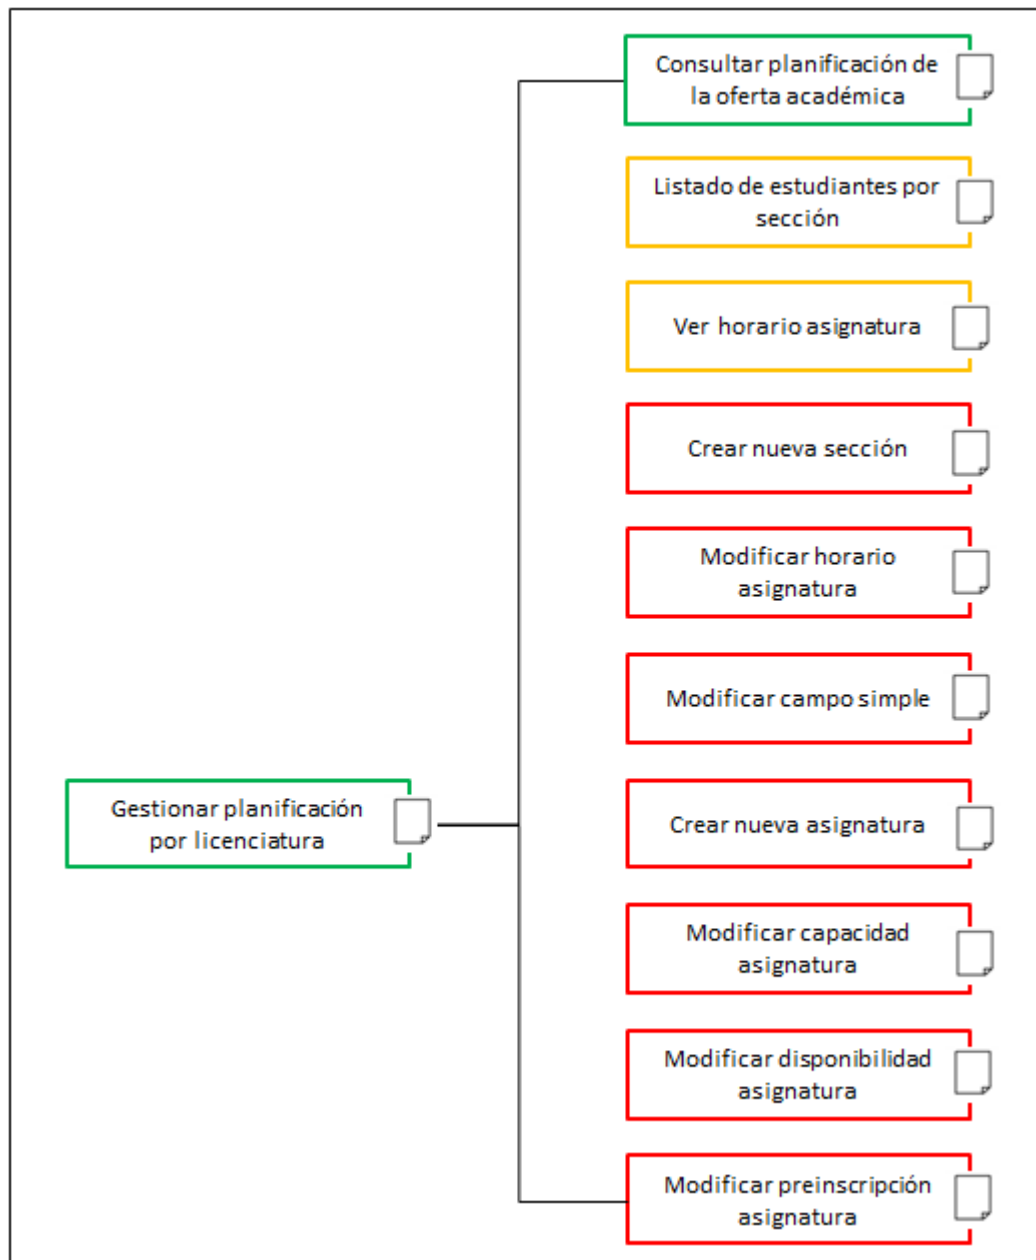 Consultar planificación de
la oferta académica
Listado de estudiantes por
sección
Ver horario asignatura
Crear nueva sección
Modificar horario
asignatura
Modificar campo simple
Gestionar planificación
por licenciatura
Crear nueva asignatura
Modificar capacidad
asignatura
Modificar disponibilidad
asignatura
Modificar preinscripción
asignatura